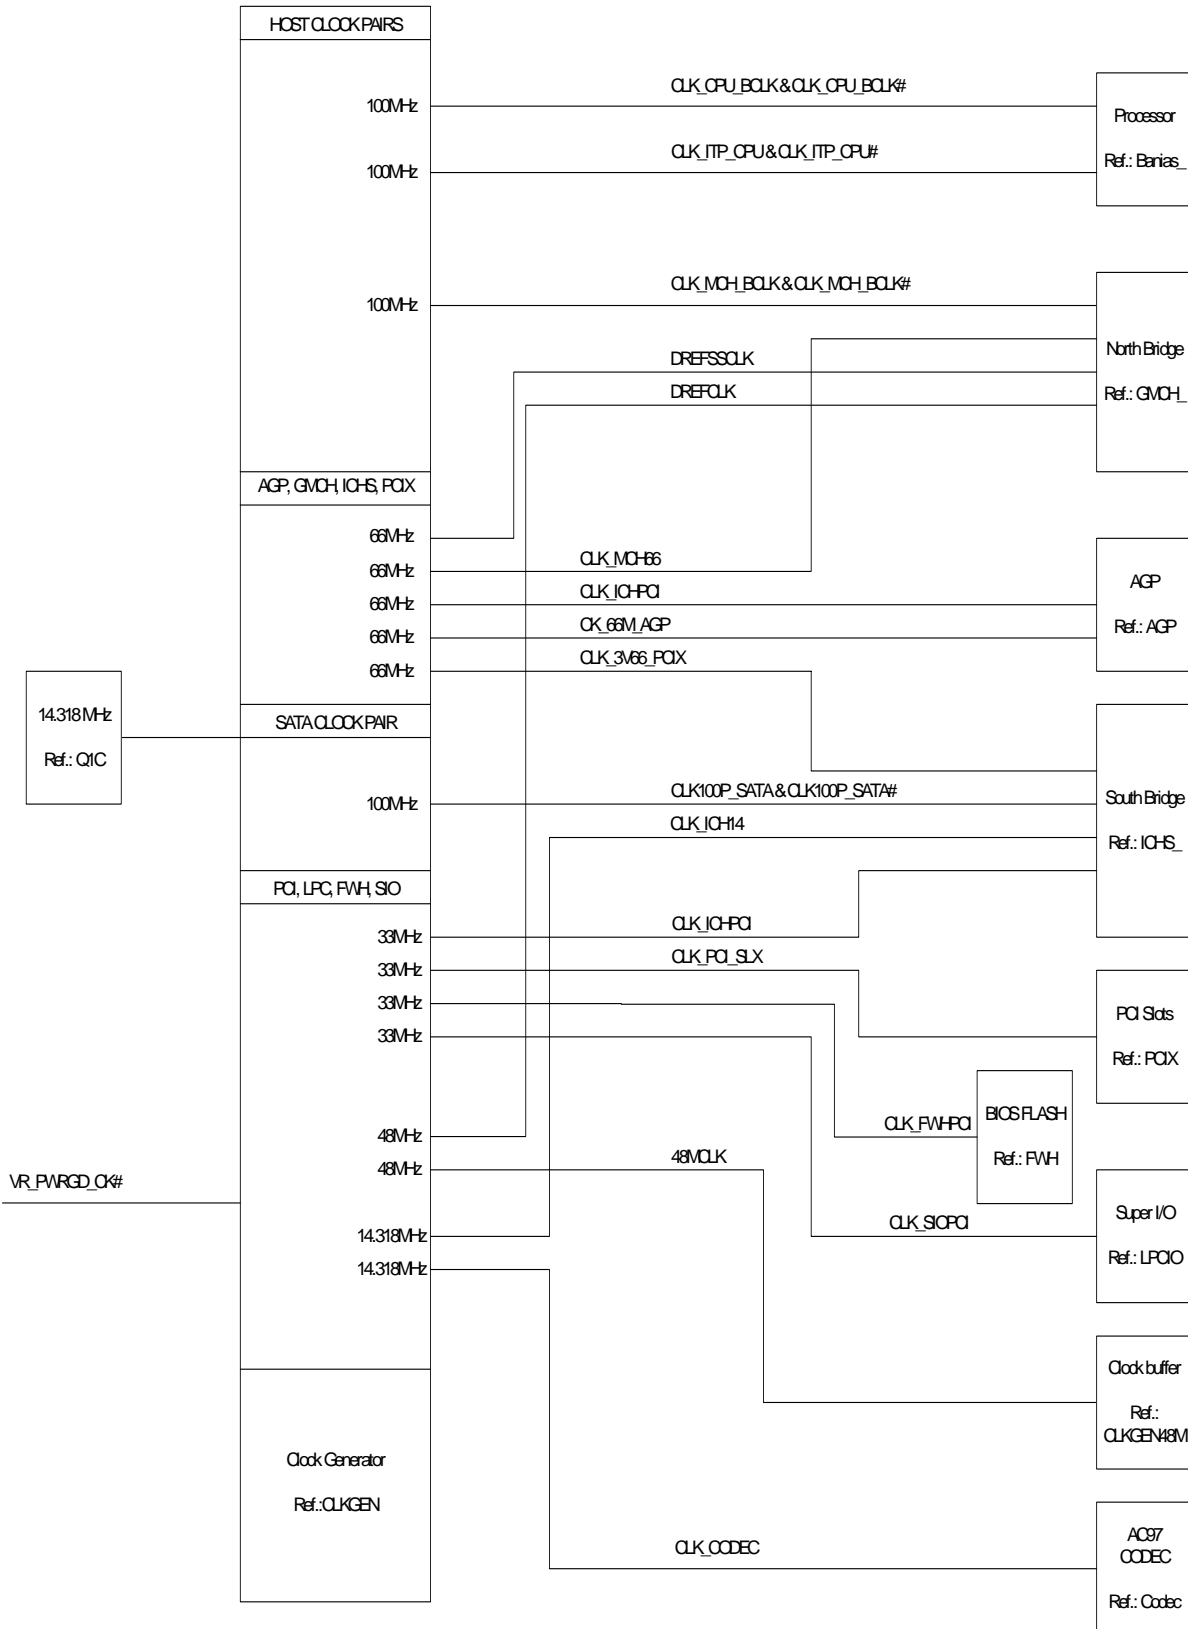 HOST CLOCK PAIRS
100MHz
CLK_CPU_BCLK & CLK_CPU_BCLK#
Processor
Ref.: Banias_
100MHz
CLK_ITP_CPU & CLK_ITP_CPU#
100MHz
CLK_MCH_BCLK & CLK_MCH_BCLK#
North Bridge
Ref.: GMCH_
DREFSSCLK
DREFCLK
AGP, GMCH, ICHS, PCIX
66MHz
66MHz
CLK_MCH66
66MHz
CLK_ICHPCI
66MHz
CK_66M_AGP
66MHz
CLK_3V66_PCIX
AGP
Ref.: AGP
14.318 MHz
Ref.: Q1C
SATA CLOCK PAIR
100MHz
CLK100P_SATA & CLK100P_SATA#
CLK_ICH14
South Bridge
Ref.: ICHS_
PCI, LPC, FWH, SIO
33MHz
CLK_ICHPCI
33MHz
CLK_PCI_SLX
33MHz
33MHz
PCI Slots
Ref.: PCIX
48MHz
CLK_FWHPCI
BIOS FLASH
Ref.: FWH
48MHz
48MCLK
VR_PWRGD_CK#
14.318MHz
CLK_SIOPCI
Super I/O
Ref.: LPCIO
14.318MHz
Clock buffer
Ref.:
CLKGEN48M
Clock Generator
Ref.:CLKGEN
CLK_CODEC
AC97
CODEC
Ref.: Codec